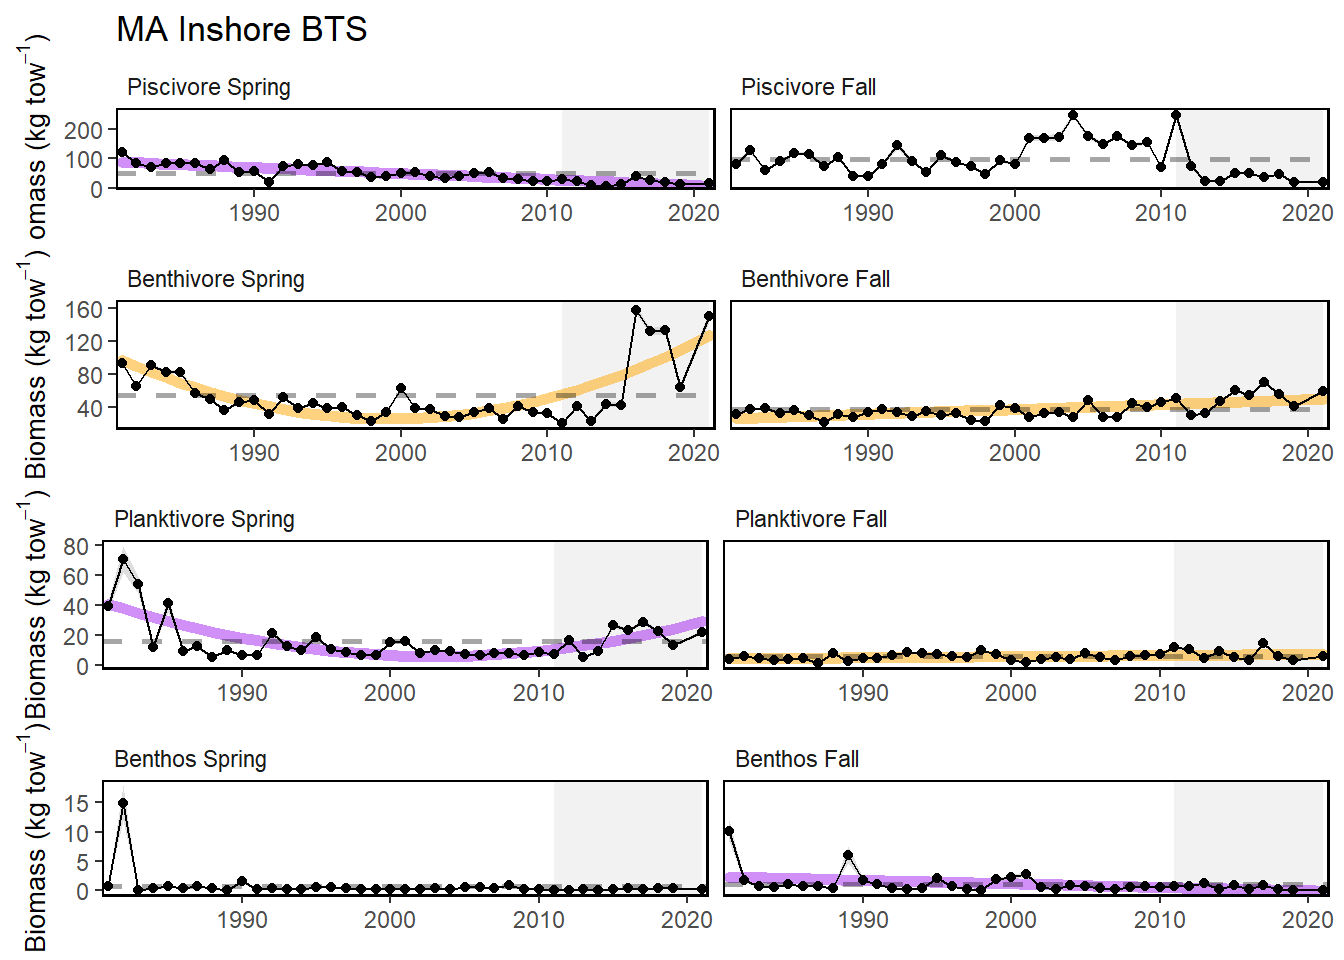 MA Inshore BTS
Piscivore Spring
Piscivore Fall
omass (kg tow−1)
200
100
0
1990 2000 2010 2020
1990 2000 2010 2020
Benthivore Spring
Benthivore Fall
Biomass (kg tow−1)
160
120
80
40
1990 2000 2010 2020
1990 2000 2010 2020
Planktivore Spring
Planktivore Fall
Biomass (kg tow−1)
80
60
40
20
0
1990 2000 2010 2020
1990 2000 2010 2020
Benthos Spring
Benthos Fall
Biomass (kg tow−1)
15
10
5
0
1990 2000 2010 2020
1990 2000 2010 2020